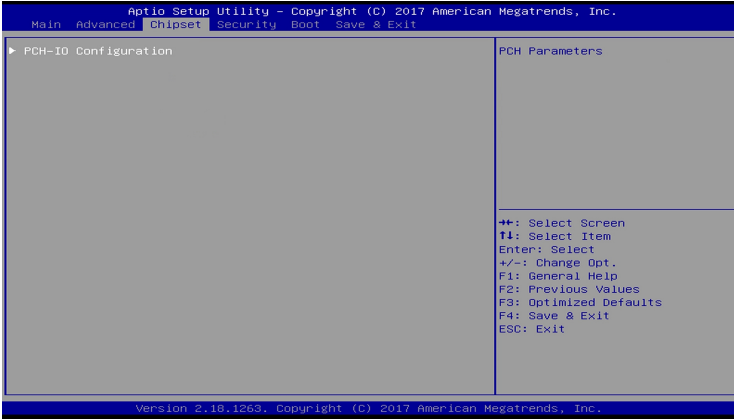 Aptio Setup Utility – Copyright (C) 2017 American Megatrends, Inc.
Main Advanced Chipset Security Boot Save & Exit
► PCH-IO Configuration
PCH Parameters
→←: Select Screen
↑↓: Select Item
Enter: Select
+/-: Change Opt.
F1: General Help
F2: Previous Values
F3: Optimized Defaults
F4: Save & Exit
ESC: Exit
Version 2.18.1263. Copyright (C) 2017 American Megatrends, Inc.